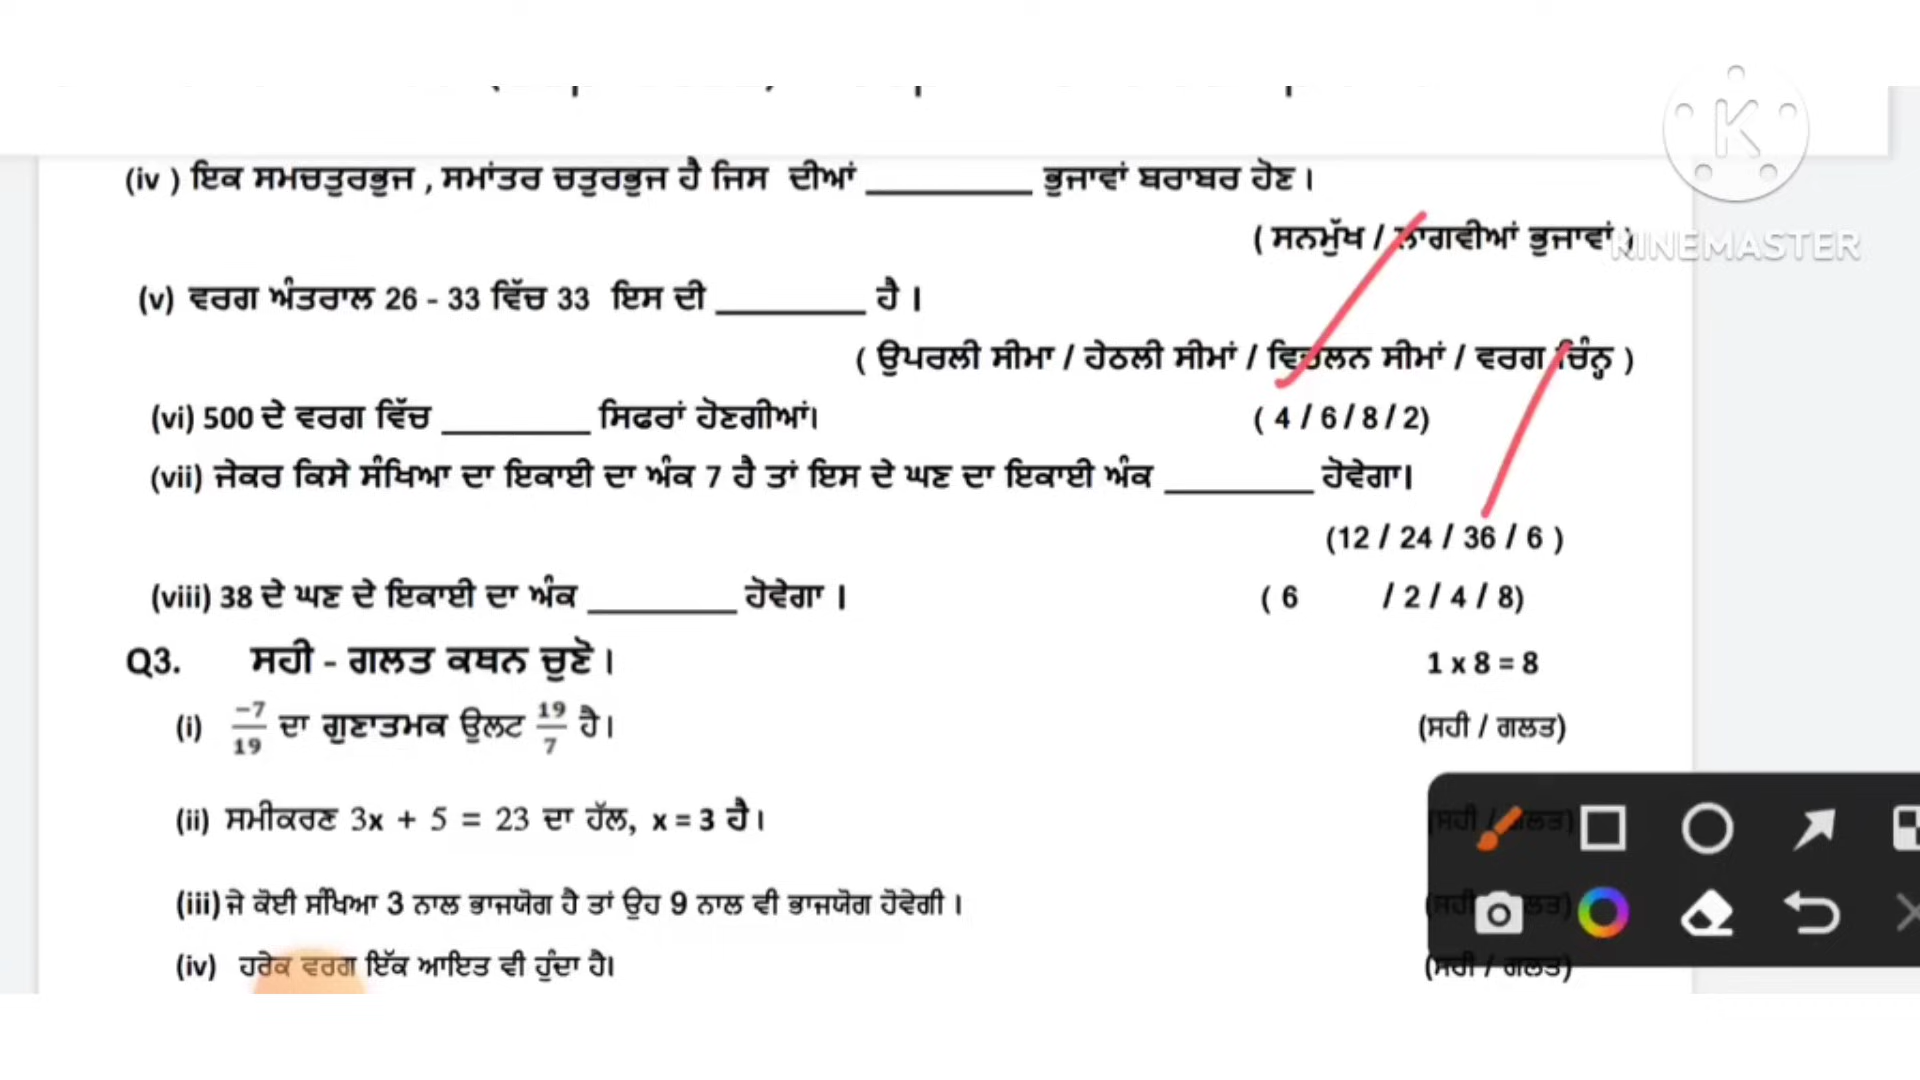 (iv ) ਇਕ ਸਮਚਤੁਰਭੁਜ , ਸਮਾਂਤਰ ਚਤੁਰਭੁਜ ਹੈ ਜਿਸ ਦੀਆਂ __________ ਭੁਜਾਵਾਂ ਬਰਾਬਰ ਹੋਣ ।
( ਸਨਮੁੱਖ / ਲਾਗਵੀਆਂ ਭੁਜਾਵਾਂ )
KINEMASTER
(v) ਵਰਗ ਅੰਤਰਾਲ 26 - 33 ਵਿੱਚ 33 ਇਸ ਦੀ _________ ਹੈ ।
( ਉਪਰਲੀ ਸੀਮਾ / ਹੇਠਲੀ ਸੀਮਾਂ / ਵਿਚਲਨ ਸੀਮਾਂ / ਵਰਗ ਚਿੰਨ੍ਹ )
(vi) 500 ਦੇ ਵਰਗ ਵਿੱਚ _________ ਸਿਫਰਾਂ ਹੋਣਗੀਆਂ। ( 4 / 6 / 8 / 2)
(vii) ਜੇਕਰ ਕਿਸੇ ਸੰਖਿਆ ਦਾ ਇਕਾਈ ਦਾ ਅੰਕ 7 ਹੈ ਤਾਂ ਇਸ ਦੇ ਘਣ ਦਾ ਇਕਾਈ ਅੰਕ _________ ਹੋਵੇਗਾ।
(12 / 24 / 36 / 6 )
(viii) 38 ਦੇ ਘਣ ਦੇ ਇਕਾਈ ਦਾ ਅੰਕ _________ ਹੋਵੇਗਾ । ( 6 / 2 / 4 / 8)
Q3. ਸਹੀ - ਗਲਤ ਕਥਨ ਚੁਣੋ । 1 x 8 = 8
(i) -7/19 ਦਾ ਗੁਣਾਤਮਕ ਉਲਟ 19/7 ਹੈ। (ਸਹੀ / ਗਲਤ)
(ii) ਸਮੀਕਰਣ 3x + 5 = 23 ਦਾ ਹੱਲ, x = 3 ਹੈ। (ਸਹੀ / ਗਲਤ)
(iii) ਜੇ ਕੋਈ ਸੰਖਿਆ 3 ਨਾਲ ਭਾਜਯੋਗ ਹੈ ਤਾਂ ਉਹ 9 ਨਾਲ ਵੀ ਭਾਜਯੋਗ ਹੋਵੇਗੀ ।
(iv) ਹਰੇਕ ਵਰਗ ਇੱਕ ਆਇਤ ਵੀ ਹੁੰਦਾ ਹੈ। (ਸਹੀ / ਗਲਤ)